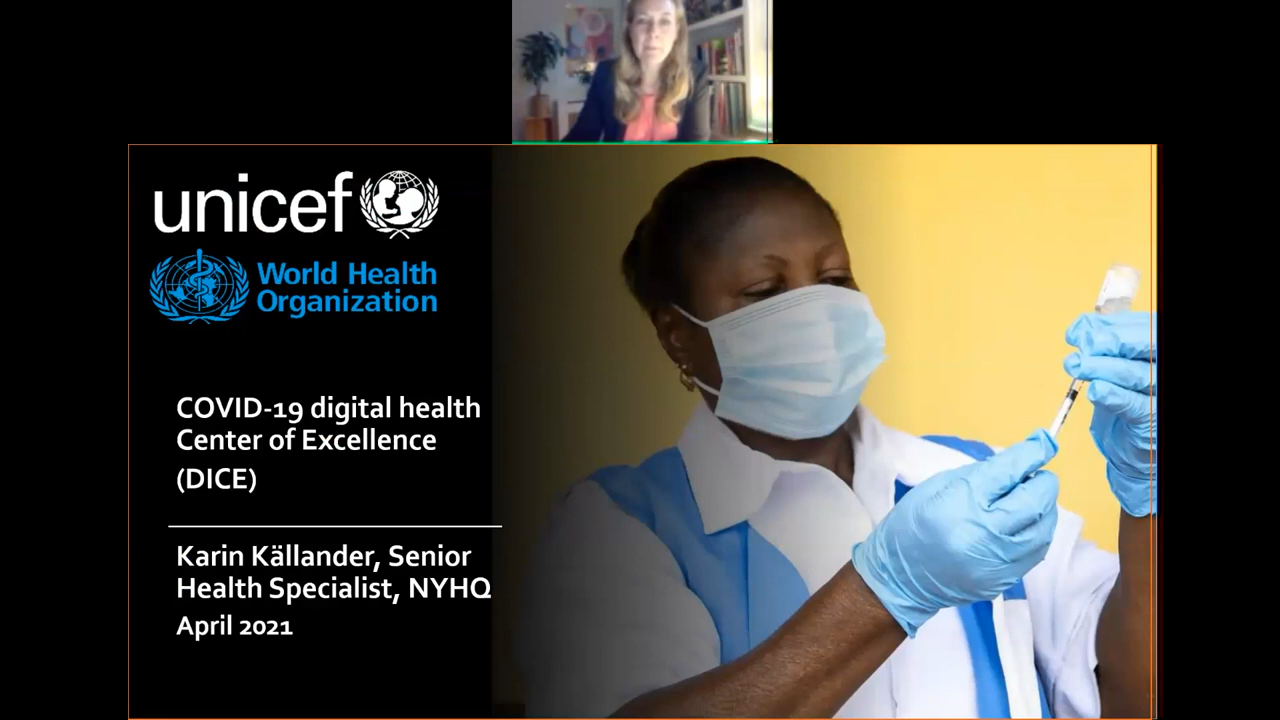 unicef
World Health
Organization
COVID-19 digital health
Center of Excellence
(DICE)
Karin Källander, Senior
Health Specialist, NYHQ
April 2021